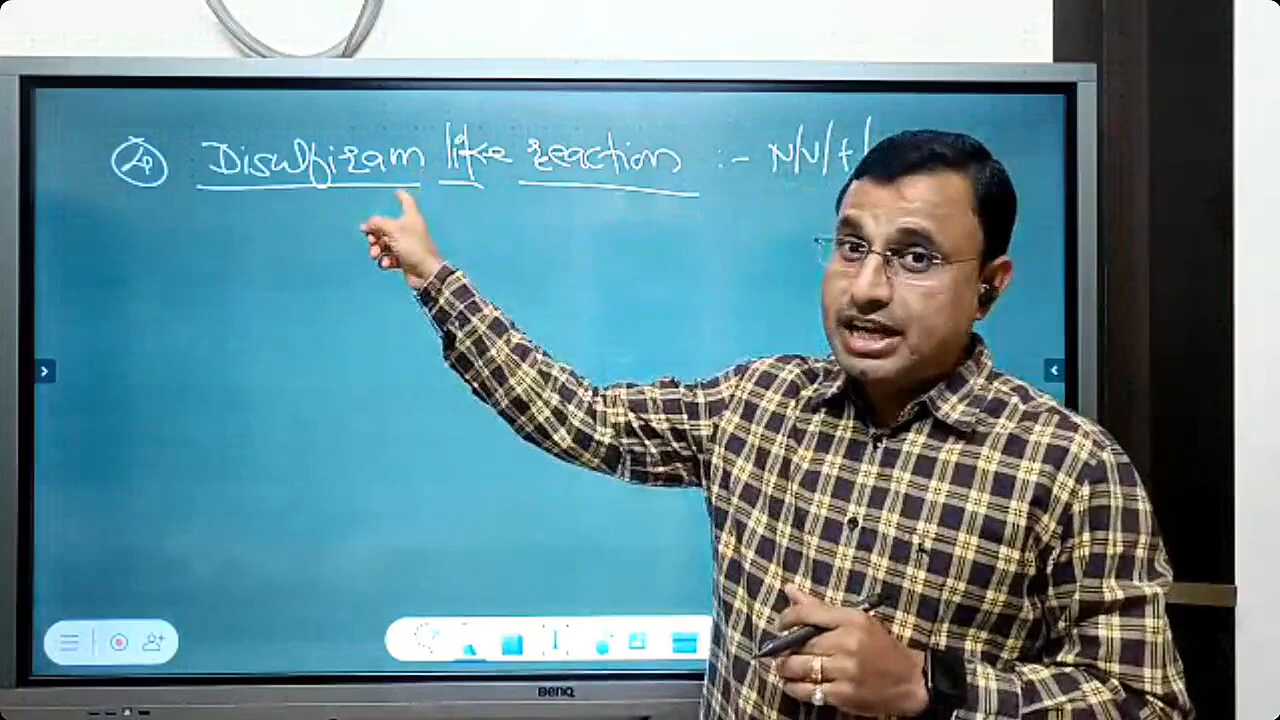 ④ Disulfiram like reaction :- N/V/f/
BenQ